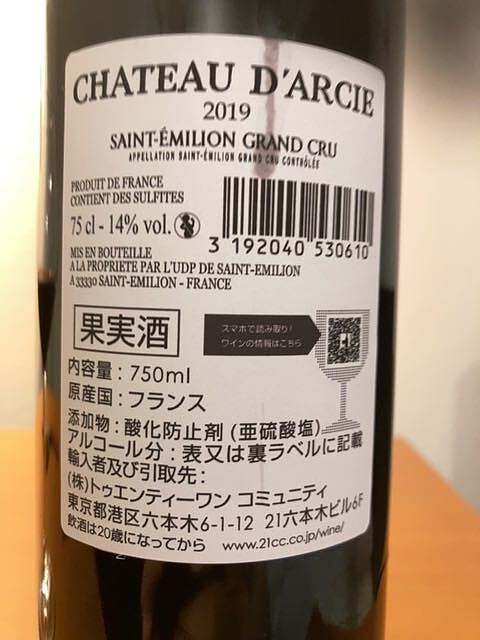 CHATEAU D'ARCIE
2019
SAINT-ÉMILION GRAND CRU
APPELLATION SAINT-ÉMILION GRAND CRU CONTRÔLÉE
PRODUIT DE FRANCE
CONTIENT DES SULFITES
75 cl - 14% vol.
3 192040 530610
MIS EN BOUTEILLE
A LA PROPRIETE PAR L'UDP DE SAINT-EMILION
A 33330 SAINT-EMILION - FRANCE
果実酒
スマホで読み取り!
ワインの情報はこちら
内容量:750ml
原産国:フランス
添加物:酸化防止剤(亜硫酸塩)
アルコール分:表又は裏ラベルに記載
輸入者及び引取先:
(株)トゥエンティーワン コミュニティ
東京都港区六本木6-1-12 21六本木ビル6F
飲酒は20歳になってから www.21cc.co.jp/wine/